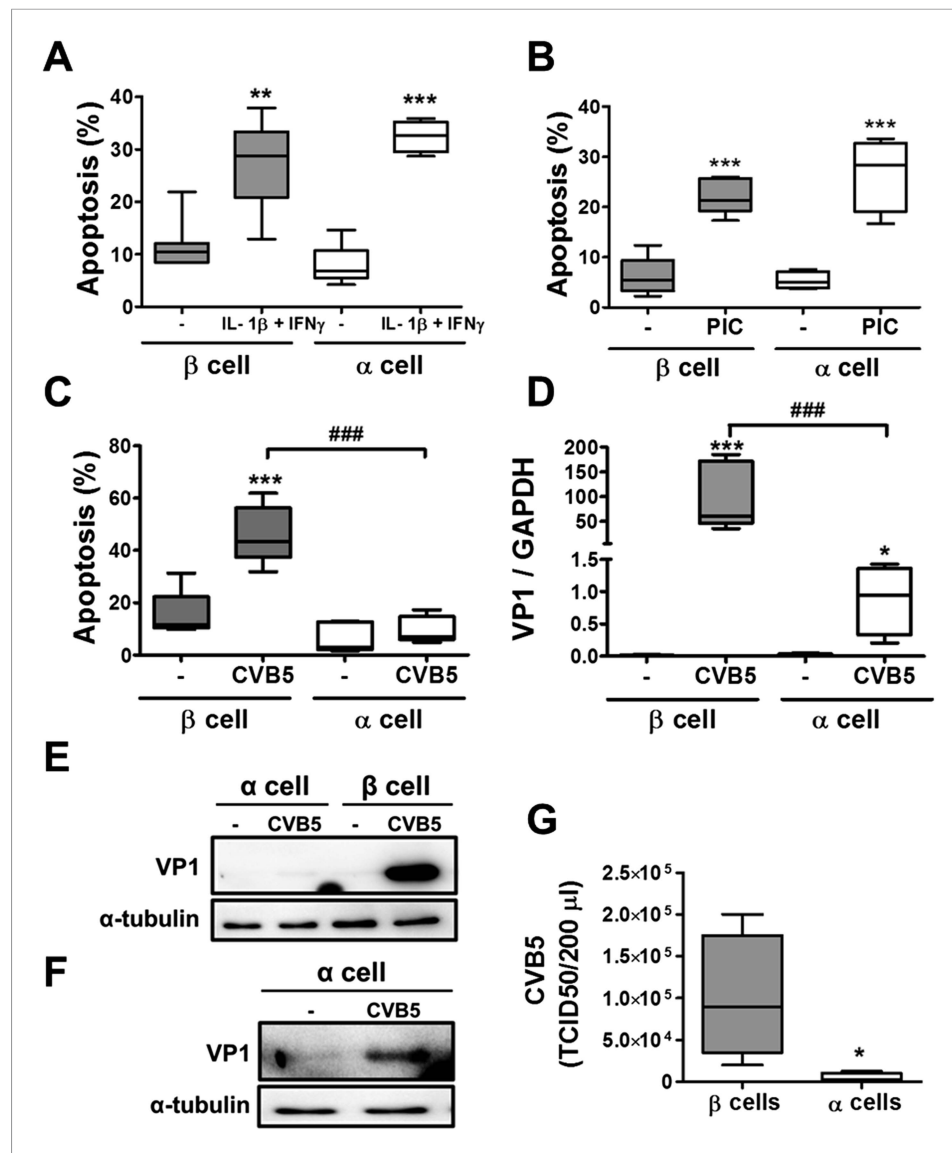 A
Apoptosis (%)
40
30
20
10
0
**
***
- IL- 1β + IFNγ - IL- 1β + IFNγ
β cell α cell
B
Apoptosis (%)
40
30
20
10
0
***
***
- PIC - PIC
β cell α cell
C
Apoptosis (%)
80
60
40
20
0
***
###
- CVB5 - CVB5
β cell α cell
D
VP1 / GAPDH
200
150
100
50
1.5
1.0
0.5
0.0
***
###
*
- CVB5 - CVB5
β cell α cell
E
α cell β cell
- CVB5 - CVB5
VP1
α-tubulin
F
α cell
- CVB5
VP1
α-tubulin
G
CVB5
(TCID50/200 μl)
2.5×10⁵
2.0×10⁵
1.5×10⁵
1.0×10⁵
5.0×10⁴
0
*
β cells α cells